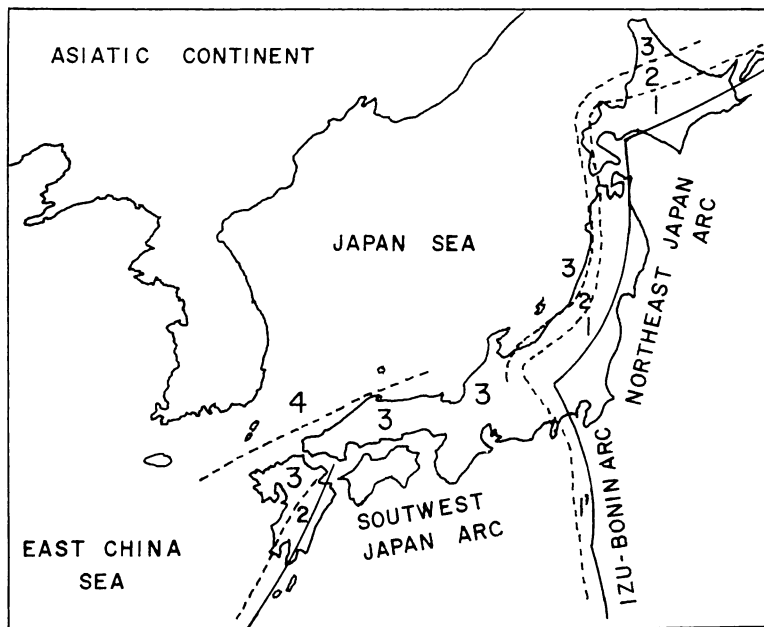 ASIATIC CONTINENT
3
2
1
JAPAN SEA
NORTHEAST JAPAN
ARC
3
2
1
4
3
3
3
2
SOUTWEST
JAPAN ARC
1'
IZU-BONIN ARC
EAST CHINA
SEA